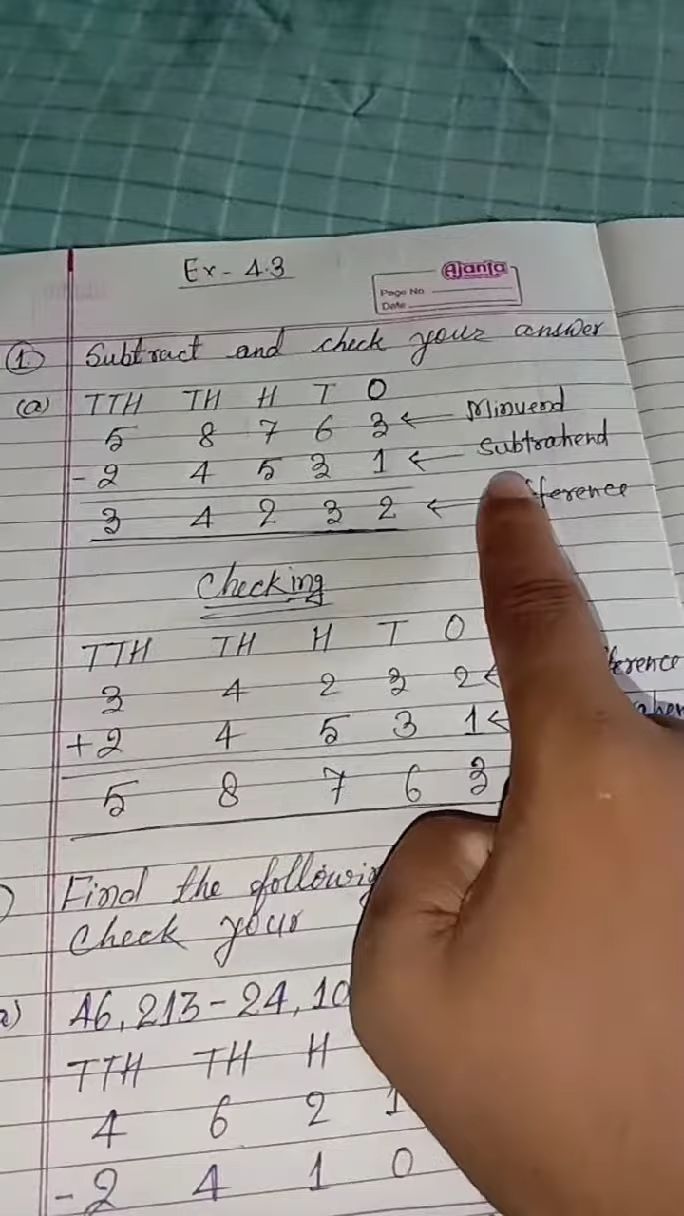 Ex - 4.3
Ajanta
Page No.
Date
1. Subtract and check your answer
(a) TTH TH H T O
5 8 7 6 3 ← Minuend
- 2 4 5 3 1 ← Subtrahend
3 4 2 3 2 ←
Checking
TTH TH H T O
3 4 2 3 2 ←
+ 2 4 5 3 1 ←
5 8 7 6 3
Find the
Check your
46,213 - 24,10
TTH TH H
4 6 2 1
- 2 4 1 0